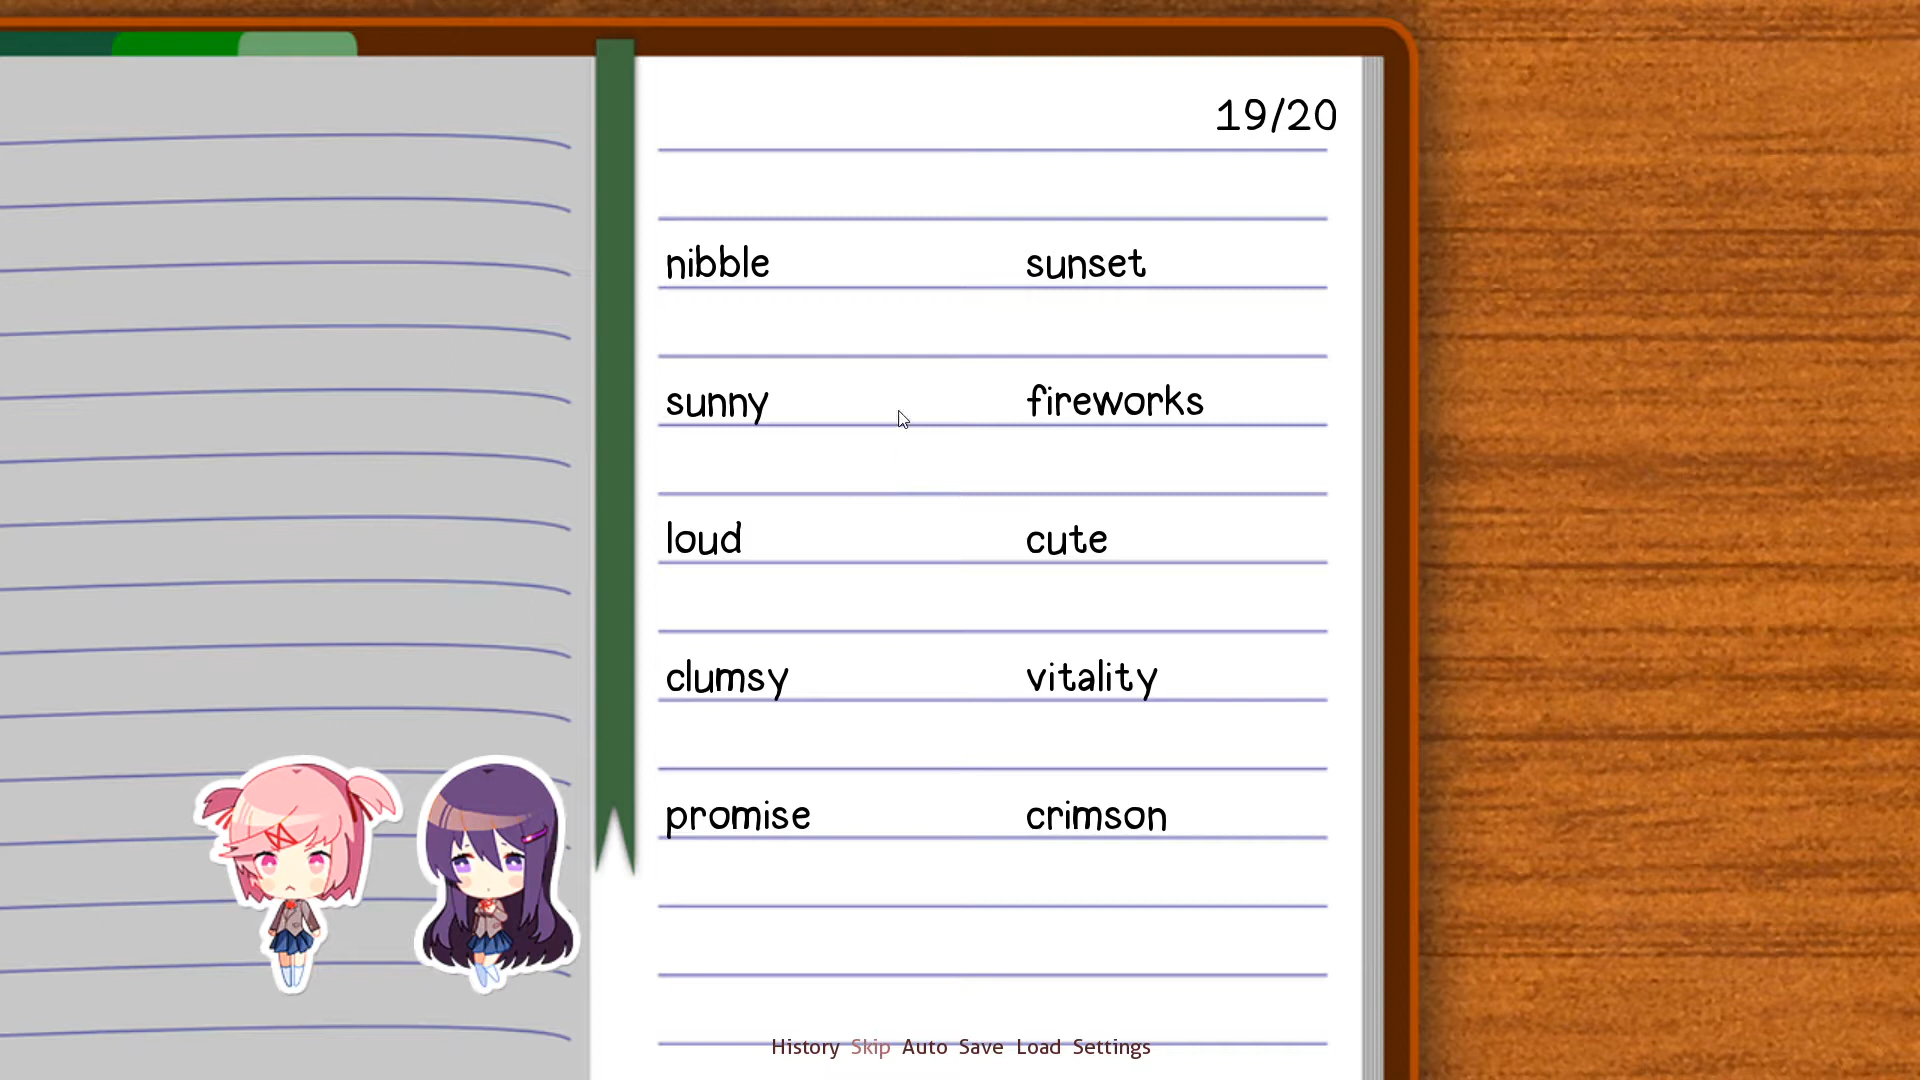 19/20
nibble sunset
sunny fireworks
loud cute
clumsy vitality
promise crimson
History Skip Auto Save Load Settings